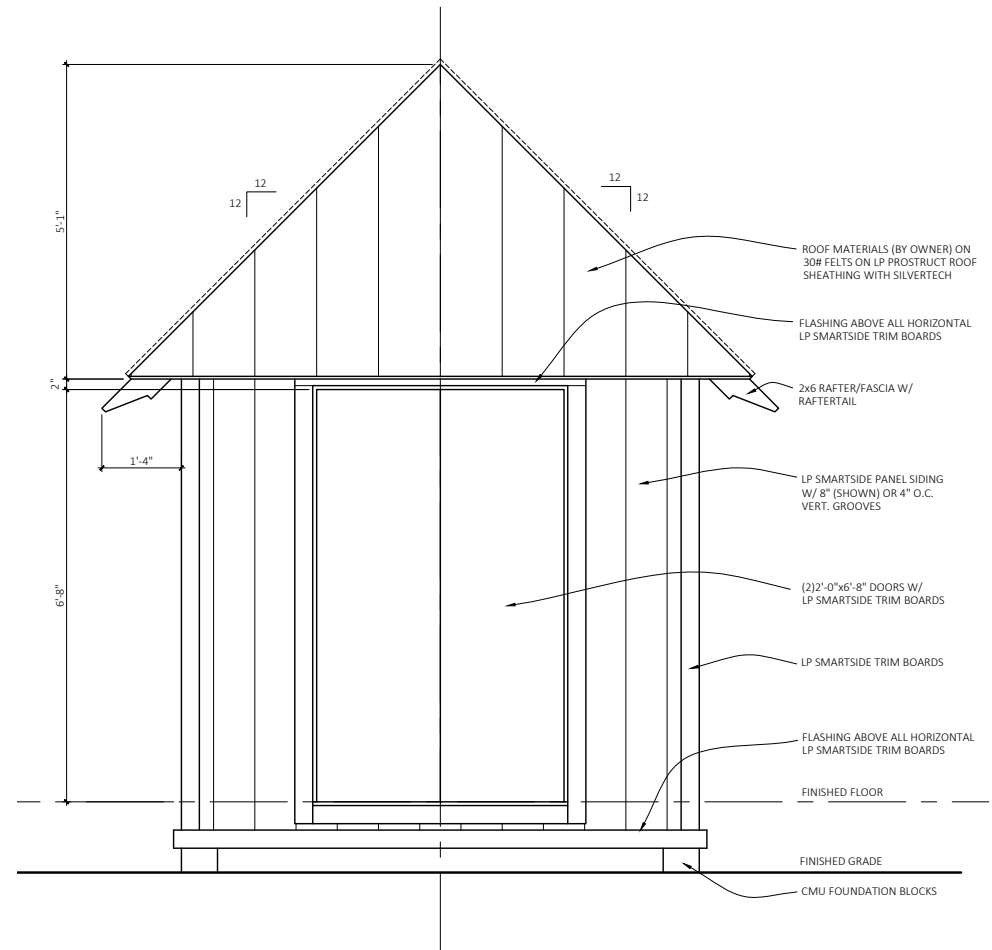 12
12
12
12
5'-1"
ROOF MATERIALS (BY OWNER) ON
30# FELTS ON LP PROSTRUCT ROOF
SHEATHING WITH SILVERTECH
FLASHING ABOVE ALL HORIZONTAL
LP SMARTSIDE TRIM BOARDS
2"
2x6 RAFTER/FASCIA W/
RAFTERTAIL
1'-4"
LP SMARTSIDE PANEL SIDING
W/ 8" (SHOWN) OR 4" O.C.
VERT. GROOVES
6'-8"
(2)2'-0"x6'-8" DOORS W/
LP SMARTSIDE TRIM BOARDS
LP SMARTSIDE TRIM BOARDS
FLASHING ABOVE ALL HORIZONTAL
LP SMARTSIDE TRIM BOARDS
FINISHED FLOOR
FINISHED GRADE
CMU FOUNDATION BLOCKS